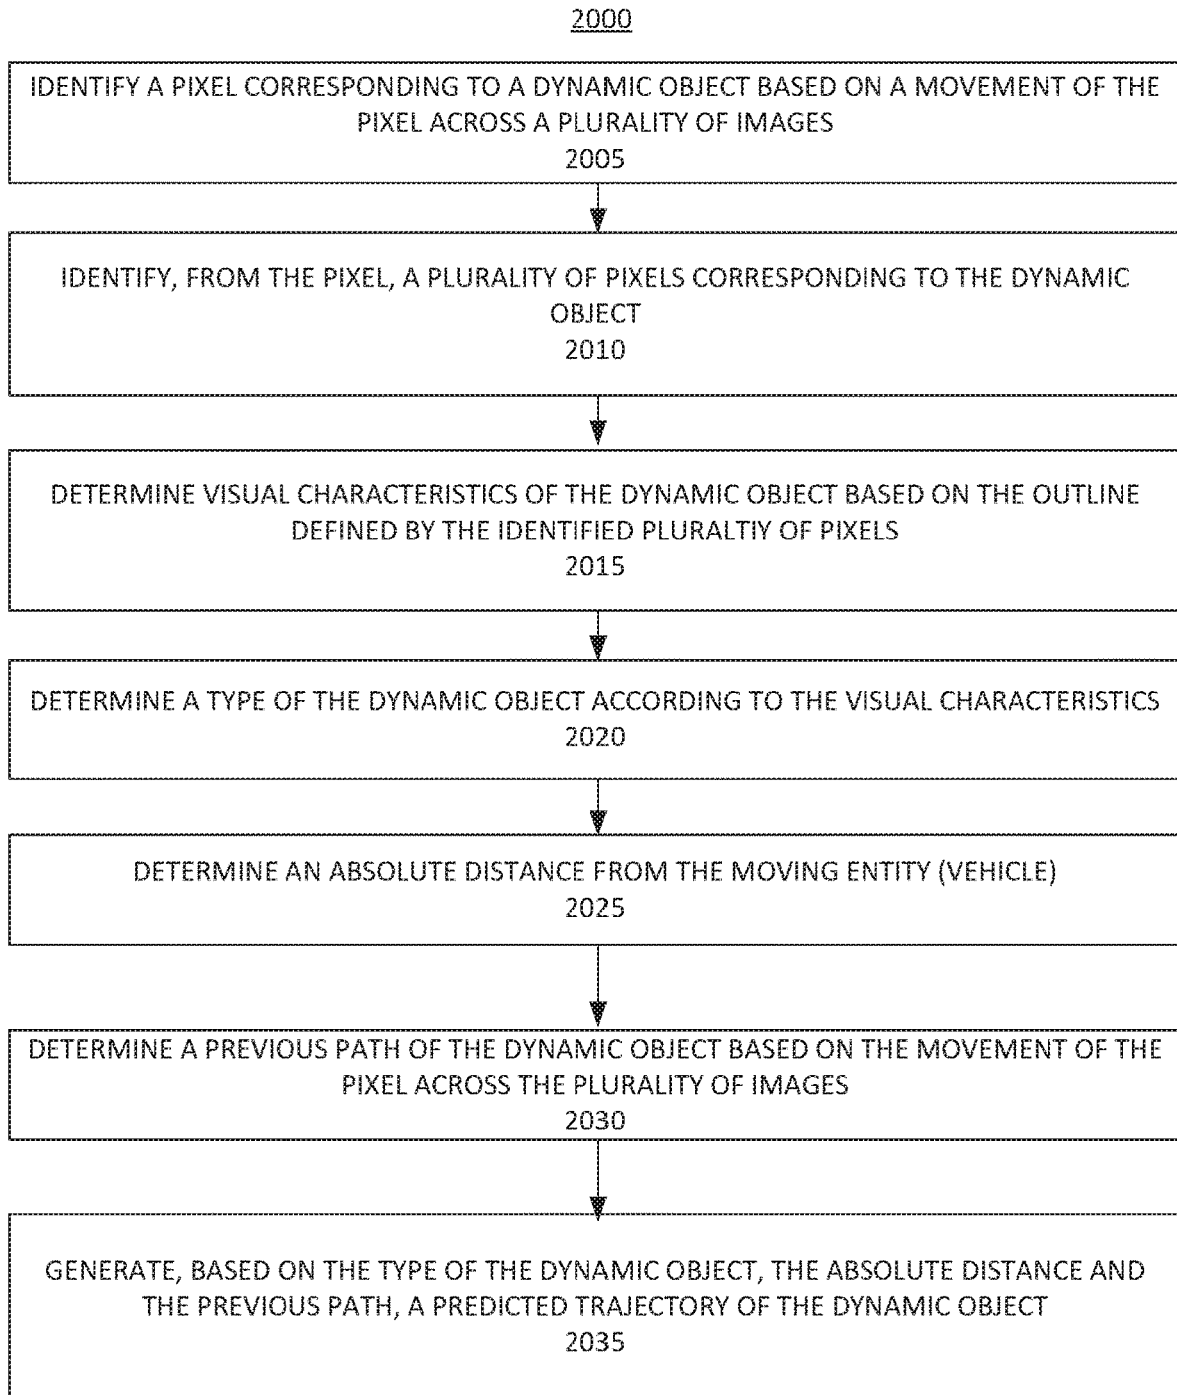 2000
IDENTIFY A PIXEL CORRESPONDING TO A DYNAMIC OBJECT BASED ON A MOVEMENT OF THE
PIXEL ACROSS A PLURALITY OF IMAGES
2005
IDENTIFY, FROM THE PIXEL, A PLURALITY OF PIXELS CORRESPONDING TO THE DYNAMIC
OBJECT
2010
DETERMINE VISUAL CHARACTERISTICS OF THE DYNAMIC OBJECT BASED ON THE OUTLINE
DEFINED BY THE IDENTIFIED PLURALTIY OF PIXELS
2015
DETERMINE A TYPE OF THE DYNAMIC OBJECT ACCORDING TO THE VISUAL CHARACTERISTICS
2020
DETERMINE AN ABSOLUTE DISTANCE FROM THE MOVING ENTITY (VEHICLE)
2025
DETERMINE A PREVIOUS PATH OF THE DYNAMIC OBJECT BASED ON THE MOVEMENT OF THE
PIXEL ACROSS THE PLURALITY OF IMAGES
2030
GENERATE, BASED ON THE TYPE OF THE DYNAMIC OBJECT, THE ABSOLUTE DISTANCE AND
THE PREVIOUS PATH, A PREDICTED TRAJECTORY OF THE DYNAMIC OBJECT
2035